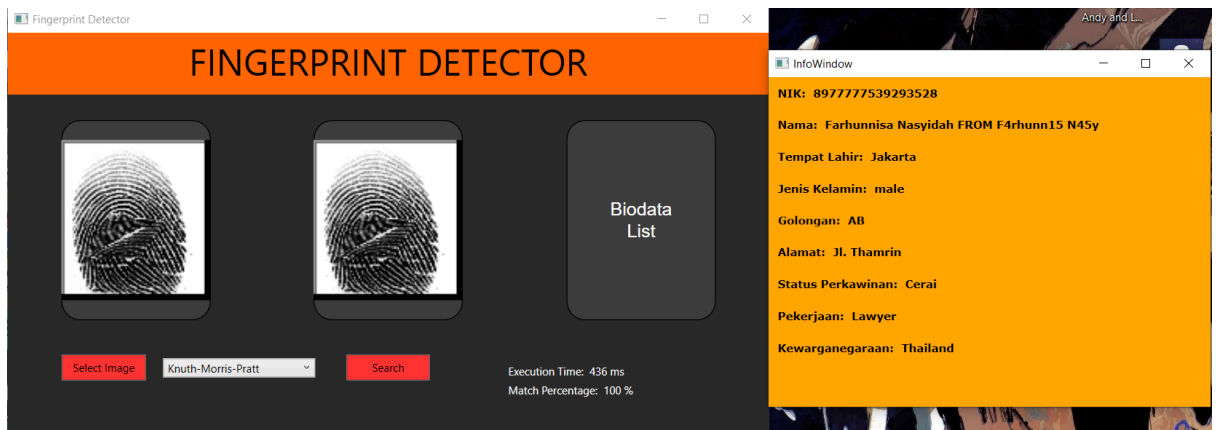 Fingerprint Detector
FINGERPRINT DETECTOR
Biodata
List
Select Image
Knuth-Morris-Pratt
Search
Execution Time: 436 ms
Match Percentage: 100 %
Andy and L...
InfoWindow
NIK: 8977777539293528
Nama: Farhunnisa Nasyidah FROM F4rhunn15 N45y
Tempat Lahir: Jakarta
Jenis Kelamin: male
Golongan: AB
Alamat: Jl. Thamrin
Status Perkawinan: Cerai
Pekerjaan: Lawyer
Kewarganegaraan: Thailand